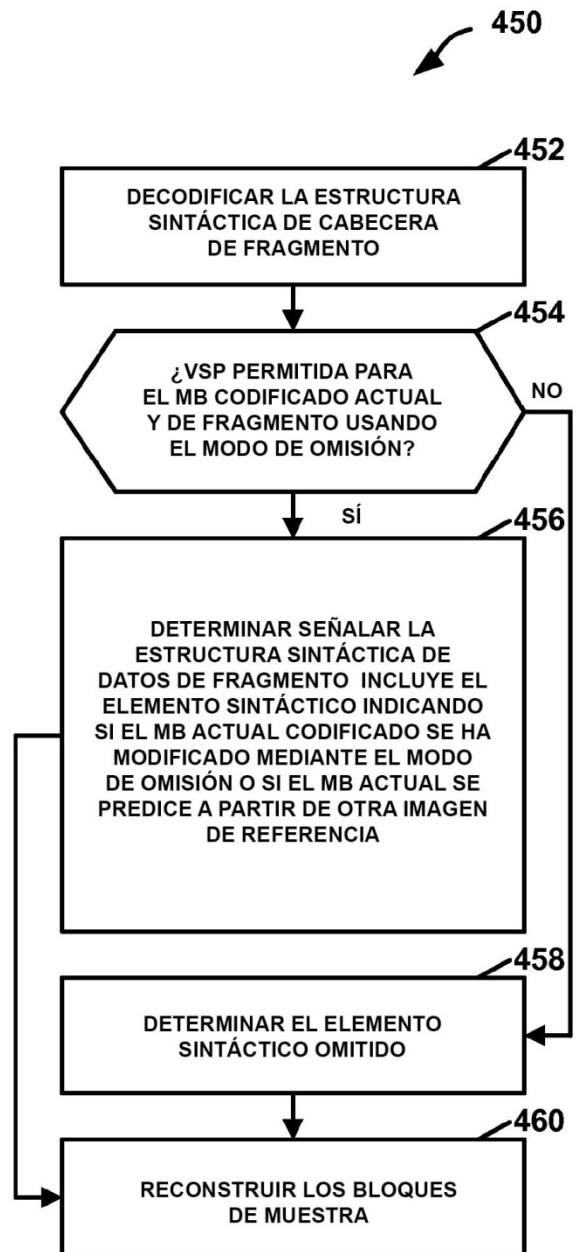 450
452
DECODIFICAR LA ESTRUCTURA
SINTÁCTICA DE CABECERA
DE FRAGMENTO
454
¿VSP PERMITIDA PARA
EL MB CODIFICADO ACTUAL
Y DE FRAGMENTO USANDO
EL MODO DE OMISIÓN?
NO
SÍ
456
DETERMINAR SEÑALAR LA
ESTRUCTURA SINTÁCTICA DE
DATOS DE FRAGMENTO INCLUYE EL
ELEMENTO SINTÁCTICO INDICANDO
SI EL MB ACTUAL CODIFICADO SE HA
MODIFICADO MEDIANTE EL MODO
DE OMISIÓN O SI EL MB ACTUAL SE
PREDICE A PARTIR DE OTRA IMAGEN
DE REFERENCIA
458
DETERMINAR EL ELEMENTO
SINTÁCTICO OMITIDO
460
RECONSTRUIR LOS BLOQUES
DE MUESTRA